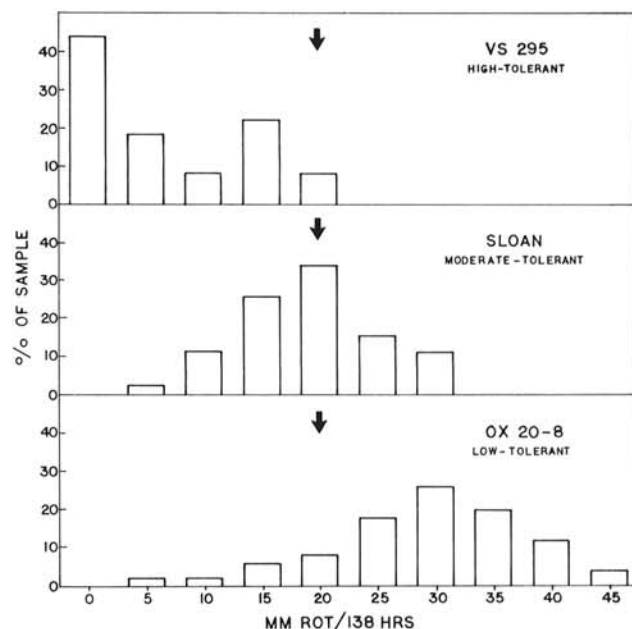 VS 295
HIGH-TOLERANT
40
30
20
10
0
SLOAN
MODERATE-TOLERANT
40
30
20
10
0
% OF SAMPLE
OX 20-8
LOW-TOLERANT
40
30
20
10
0
0 5 10 15 20 25 30 35 40 45
MM ROT/138 HRS